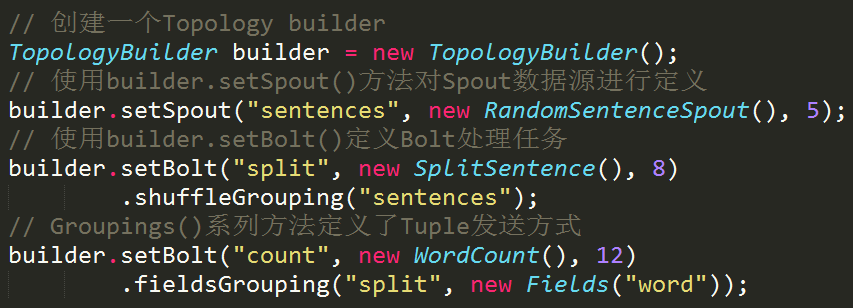 // 创建一个Topology builder
TopologyBuilder builder = new TopologyBuilder();
// 使用builder.setSpout()方法对Spout数据源进行定义
builder.setSpout("sentences", new RandomSentenceSpout(), 5);
// 使用builder.setBolt()定义Bolt处理任务
builder.setBolt("split", new SplitSentence(), 8)
.shuffleGrouping("sentences");
// Groupings()系列方法定义了Tuple发送方式
builder.setBolt("count", new WordCount(), 12)
.fieldsGrouping("split", new Fields("word"));